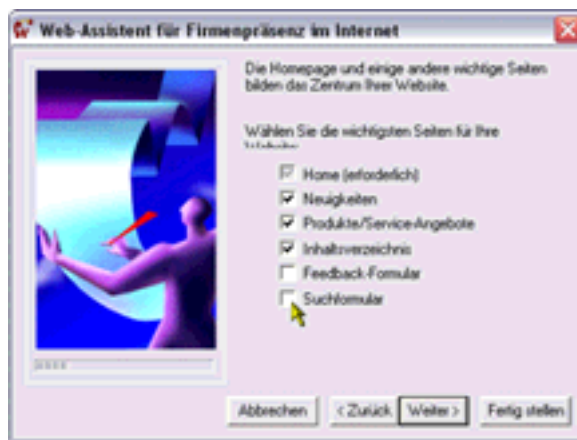 Web-Assistent für Firmenpräsenz im Internet
Die Homepage und einige andere wichtige Seiten
bilden das Zentrum Ihrer Website.
Wählen Sie die wichtigsten Seiten für Ihre
Website:
Home (erforderlich)
Neuigkeiten
Produkte/Service-Angebote
Inhaltsverzeichnis
Feedback-Formular
Suchformular
Abbrechen
< Zurück
Weiter >
Fertig stellen